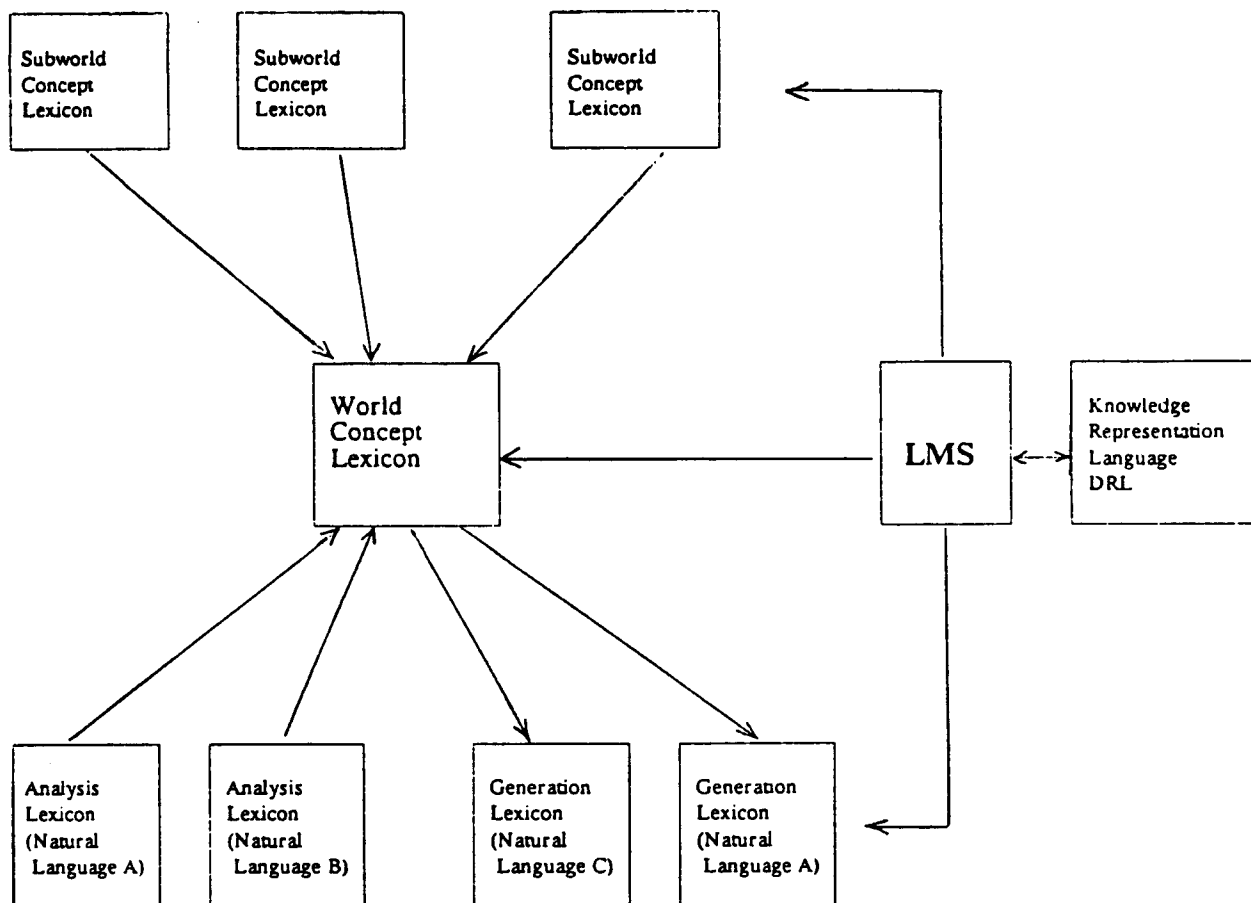 Subworld
Concept
Lexicon
Subworld
Concept
Lexicon
Subworld
Concept
Lexicon
World
Concept
Lexicon
LMS
Knowledge
Representation
Language
DRL
Analysis
Lexicon
(Natural
Language A)
Analysis
Lexicon
(Natural
Language B)
Generation
Lexicon
(Natural
Language C)
Generation
Lexicon
(Natural
Language A)